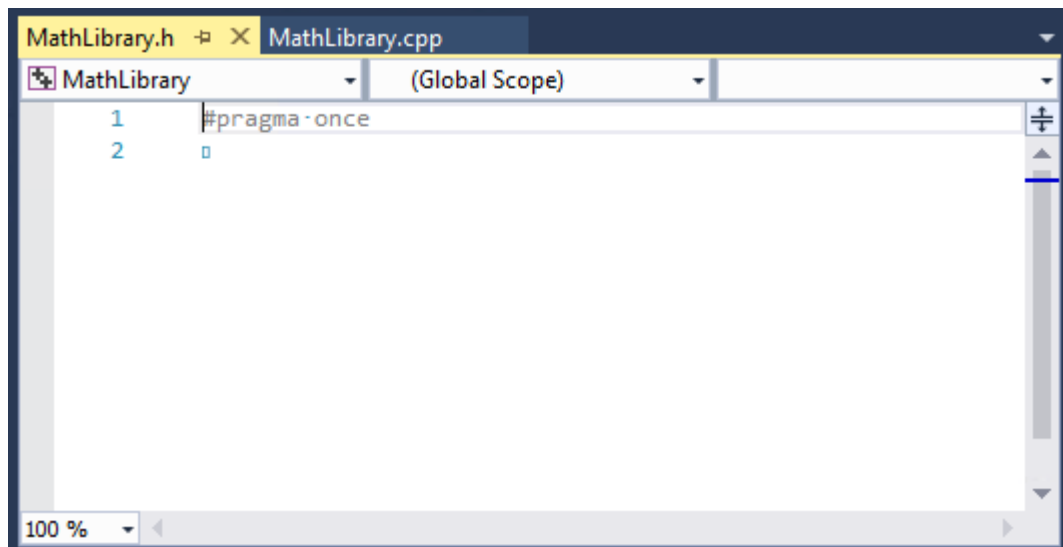 MathLibrary.h MathLibrary.cpp
MathLibrary (Global Scope)
1 #pragma once
2
100 %